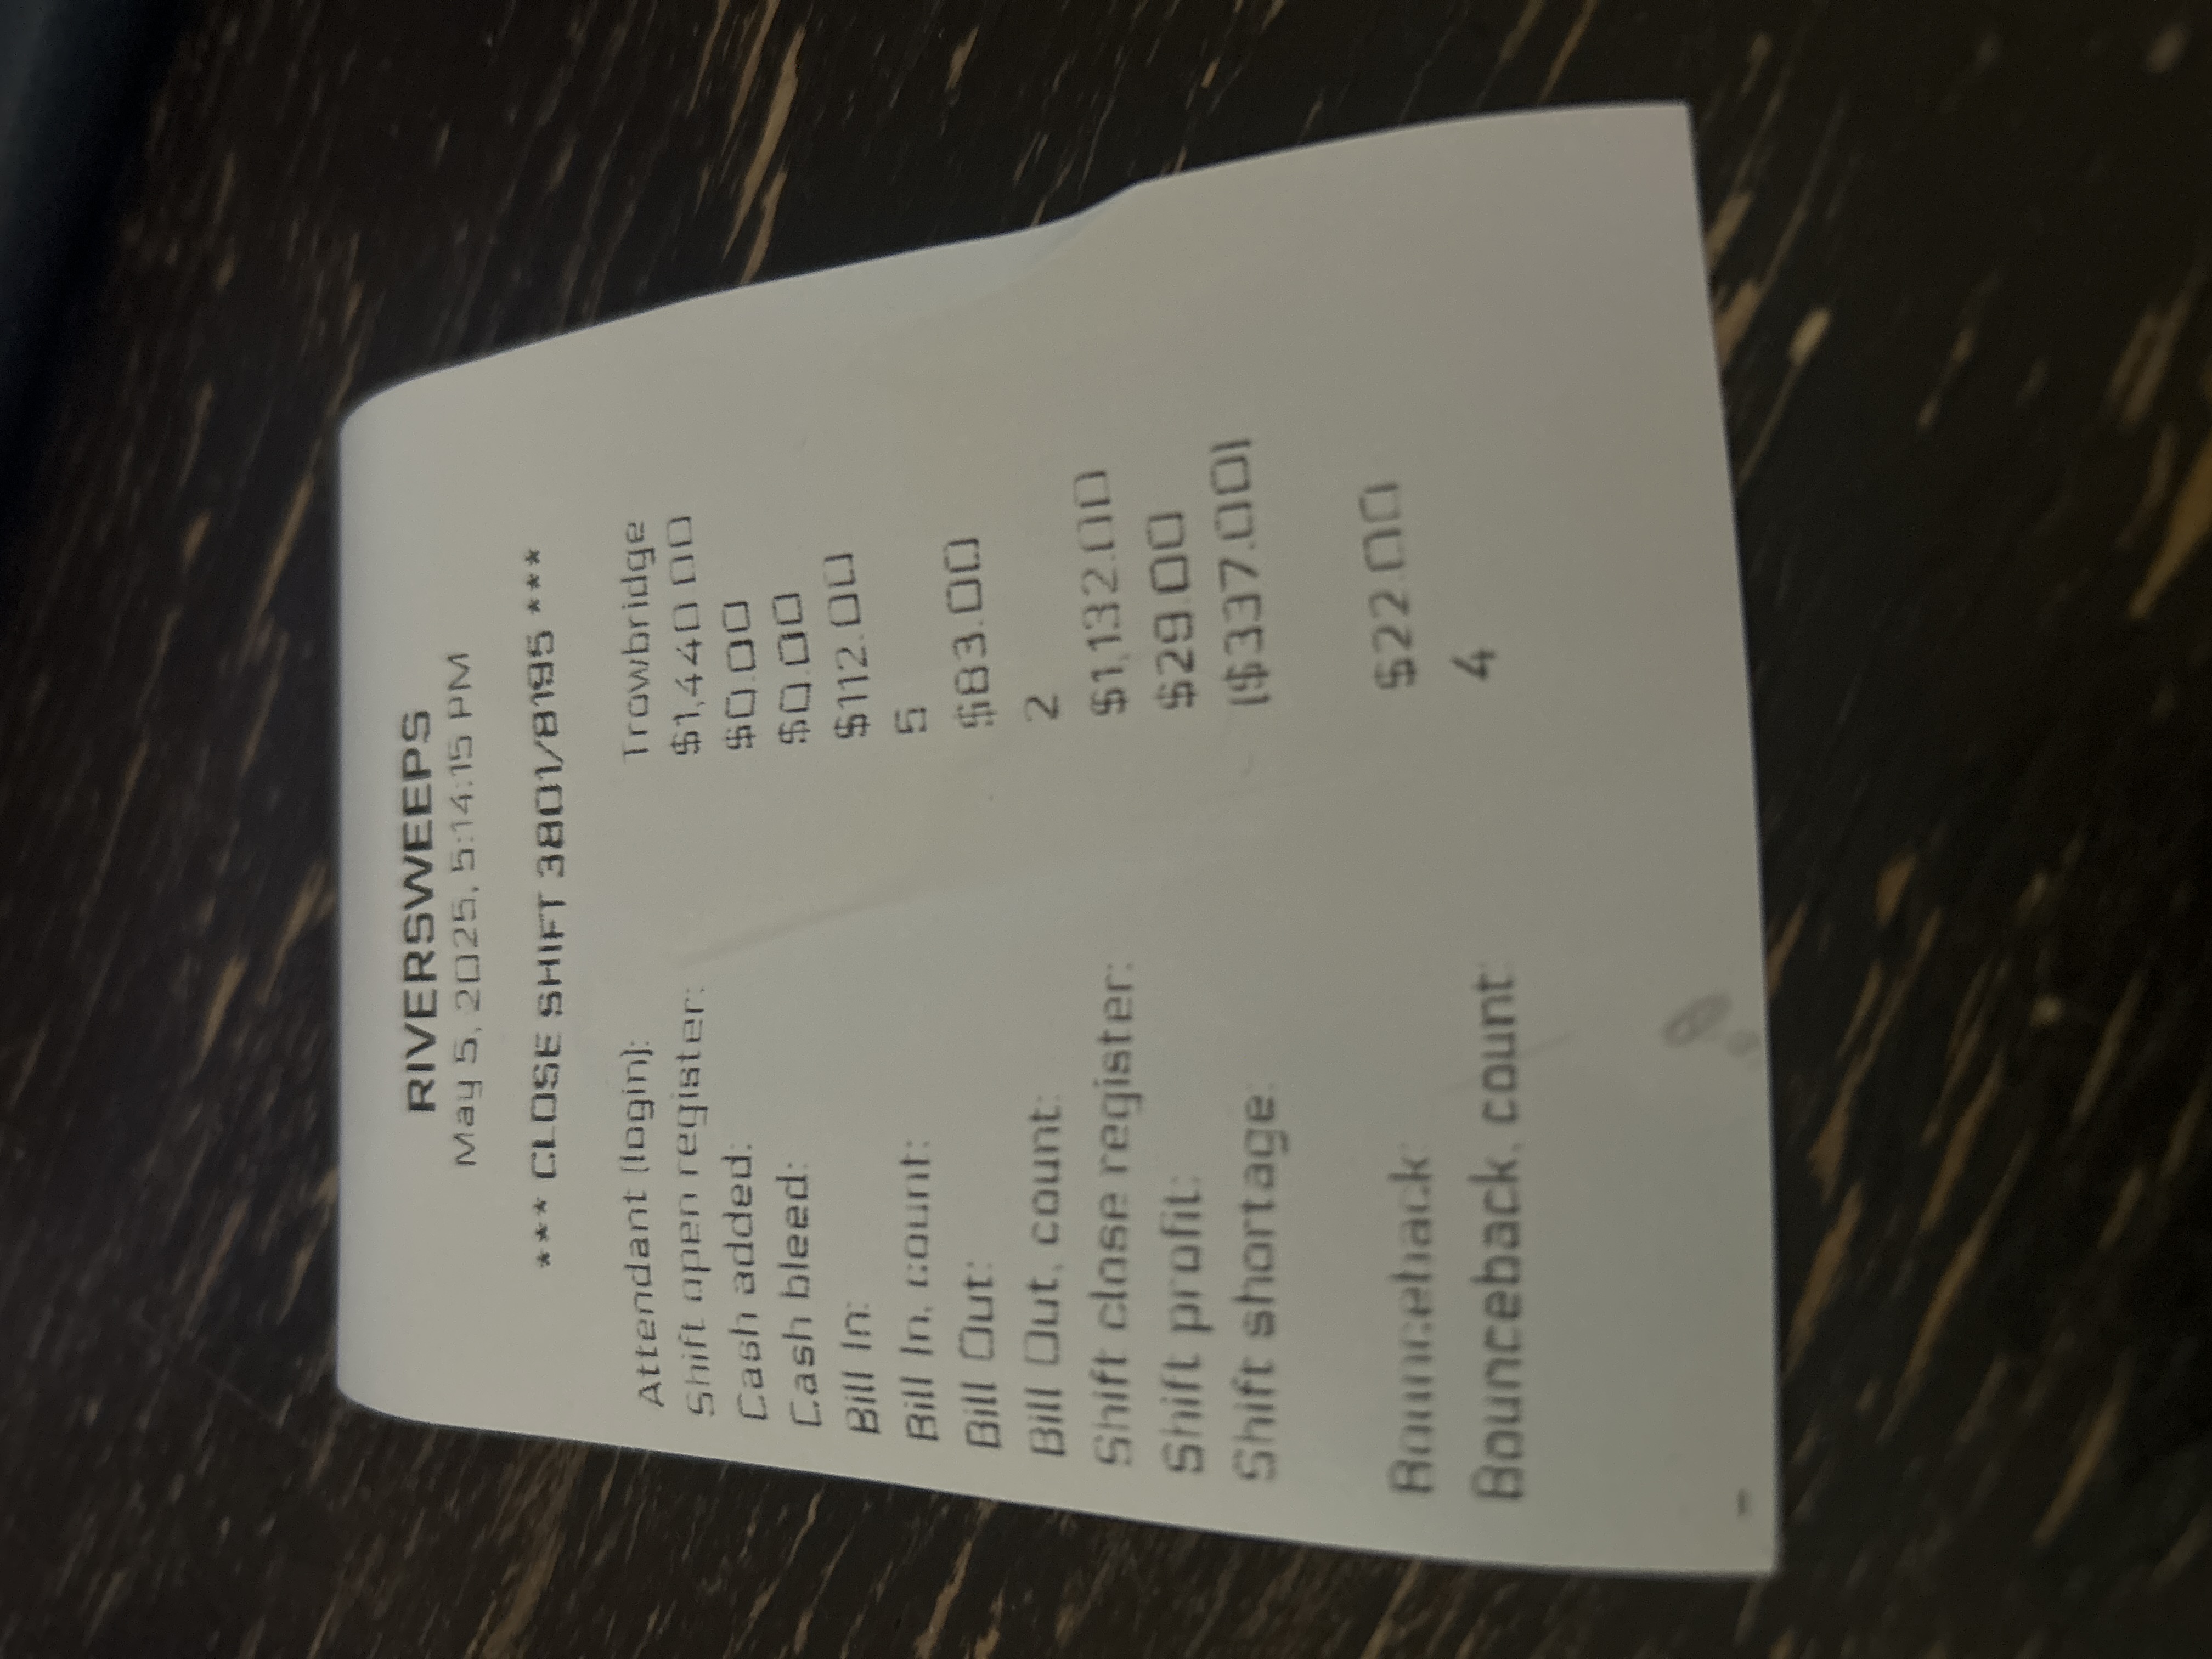 RIVERSWEEPS
May 5, 2025, 5:14:15 PM
*** CLOSE SHIFT 3801/8195 ***
Attendant (login): Trowbridge
Shift open register: $1,440.00
Cash added: $0.00
Cash bleed: $0.00
Bill In: $112.00
Bill In, count: 5
Bill Out: $83.00
Bill Out, count: 2
Shift close register: $1,132.00
Shift profit: $29.00
Shift shortage: ($337.00)
Bounceback: $22.00
Bounceback, count: 4